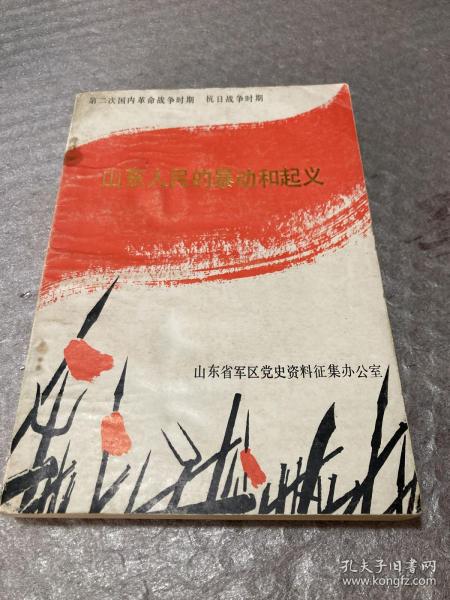 第二次国内革命战争时期 抗日战争时期
山东人民的暴动和起义
山东省军区党史资料征集办公室
孔夫子旧书网
www.kongfz.com